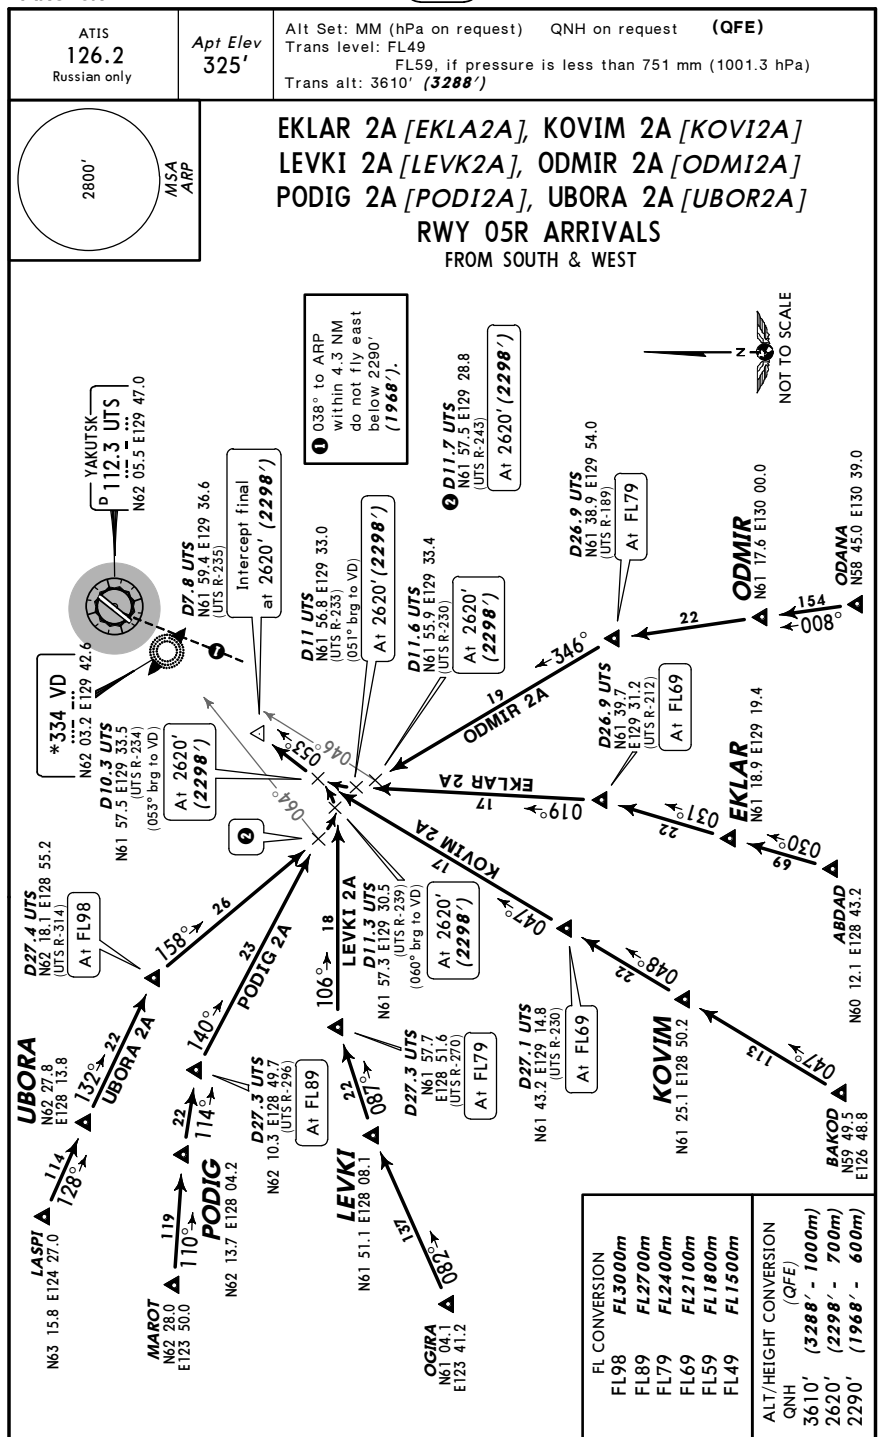 ATIS
126.2
Russian only
Apt Elev
325'
Alt Set: MM (hPa on request) QNH on request (QFE)
Trans level: FL49
FL59, if pressure is less than 751 mm (1001.3 hPa)
Trans alt: 3610' (3288')
2800'
MSA
ARP
EKLAR 2A [EKLA2A], KOVIM 2A [KOVI2A]
LEVKI 2A [LEVK2A], ODMIR 2A [ODMI2A]
PODIG 2A [PODI2A], UBORA 2A [UBOR2A]
RWY 05R ARRIVALS
FROM SOUTH & WEST
❶ 038° to ARP
within 4.3 NM
do not fly east
below 2290'
(1968').
N
NOT TO SCALE
YAKUTSK
P 112.3 UTS
N62 05.5 E129 47.0
*334 VD
N62 03.2 E129 42.6
❶
D7.8 UTS
N61 59.4 E129 36.6
(UTS R-235)
Intercept final
at 2620' (2298')
D11 UTS
N61 56.8 E129 33.0
(UTS R-233)
(051° brg to VD)
At 2620' (2298')
❷ D11.7 UTS
N61 57.5 E129 28.8
(UTS R-243)
At 2620' (2298')
D11.6 UTS
N61 55.9 E129 33.4
(UTS R-230)
At 2620'
(2298')
D10.3 UTS
N61 57.5 E129 33.5
(UTS R-234)
(053° brg to VD)
At 2620'
(2298')
❷
053°
046°
064°
D26.9 UTS
N61 38.9 E129 54.0
(UTS R-189)
At FL79
ODMIR
N61 17.6 E130 00.0
ODANA
N58 45.0 E130 39.0
154
008°
22
346°
19
ODMIR 2A
D26.9 UTS
N61 39.7
E129 31.2
(UTS R-212)
At FL69
EKLAR
N61 18.9 E129 19.4
ABDAD
N60 12.1 E128 43.2
030°
69
031°
22
019°
17
EKLAR 2A
KOVIM 2A
17
047°
D27.1 UTS
N61 43.2 E129 14.8
(UTS R-230)
At FL69
048°
22
KOVIM
N61 25.1 E128 50.2
113
047°
BAKOD
N59 49.5
E126 48.8
D11.3 UTS
N61 57.3 E129 30.5
(UTS R-239)
(060° brg to VD)
At 2620'
(2298')
18
LEVKI 2A
106°
D27.3 UTS
N61 57.7
E128 51.6
(UTS R-270)
At FL79
22
087°
LEVKI
N61 51.1 E128 08.1
137
082°
OGIRA
N61 04.1
E123 41.2
D27.4 UTS
N62 18.1 E128 55.2
(UTS R-314)
At FL98
158°
26
132°
22
UBORA 2A
UBORA
N62 27.8
E128 13.8
114
128°
LASPI
N63 15.8 E124 27.0
23
PODIG 2A
140°
D27.3 UTS
N62 10.3 E128 49.7
(UTS R-296)
At FL89
22
114°
PODIG
N62 13.7 E128 04.2
119
110°
MAROT
N62 28.0
E123 50.0
FL CONVERSION
FL98 FL3000m
FL89 FL2700m
FL79 FL2400m
FL69 FL2100m
FL59 FL1800m
FL49 FL1500m
ALT/HEIGHT CONVERSION
QNH (QFE)
3610' (3288' - 1000m)
2620' (2298' - 700m)
2290' (1968' - 600m)